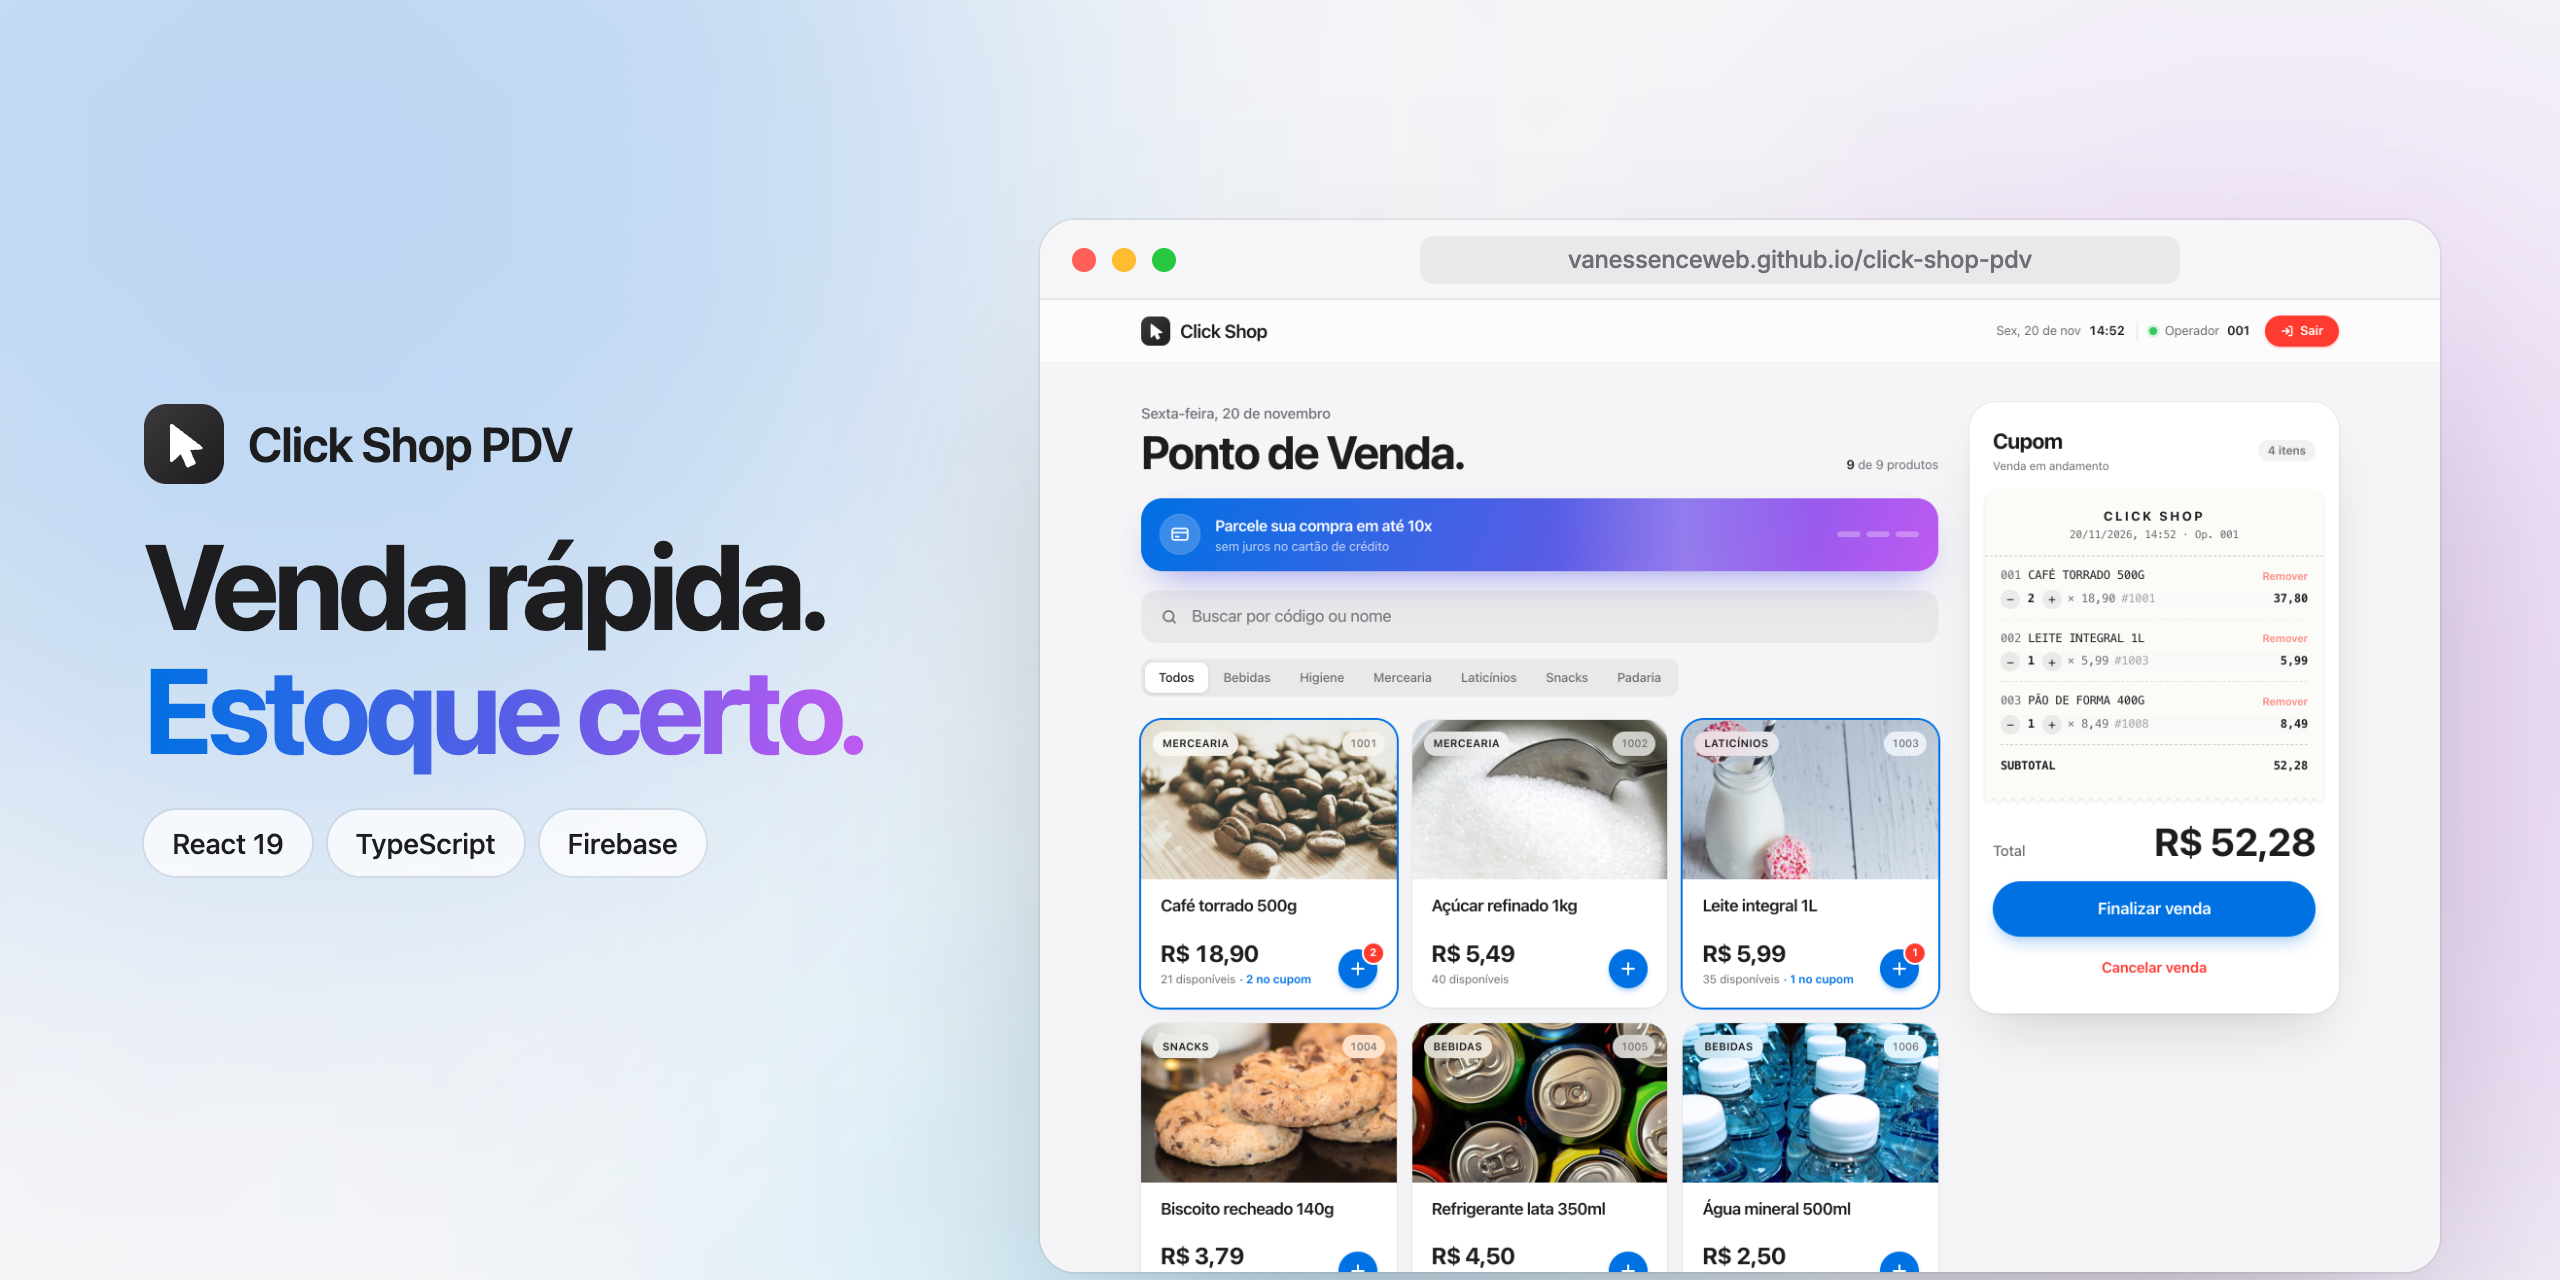 Click Shop PDV
Venda rápida.
Estoque certo.
React 19
TypeScript
Firebase
vanessenceweb.github.io/click-shop-pdv
Click Shop
Sex, 20 de nov 14:52
Operador 001
Sair
Sexta-feira, 20 de novembro
Ponto de Venda.
9 de 9 produtos
Parcele sua compra em até 10x
sem juros no cartão de crédito
Buscar por código ou nome
Todos Bebidas Higiene Mercearia Laticínios Snacks Padaria
MERCEARIA 1001
Café torrado 500g
R$ 18,90
21 disponíveis · 2 no cupom
2
MERCEARIA 1002
Açúcar refinado 1kg
R$ 5,49
40 disponíveis
LATICÍNIOS 1003
Leite integral 1L
R$ 5,99
35 disponíveis · 1 no cupom
1
SNACKS 1004
Biscoito recheado 140g
R$ 3,79
BEBIDAS 1005
Refrigerante lata 350ml
R$ 4,50
BEBIDAS 1006
Água mineral 500ml
R$ 2,50
Cupom
4 itens
Venda em andamento
CLICK SHOP
20/11/2026, 14:52 · Op. 001
001 CAFÉ TORRADO 500G Remover
− 2 + × 18,90 #1001 37,80
002 LEITE INTEGRAL 1L Remover
− 1 + × 5,99 #1003 5,99
003 PÃO DE FORMA 400G Remover
− 1 + × 8,49 #1008 8,49
SUBTOTAL 52,28
Total R$ 52,28
Finalizar venda
Cancelar venda